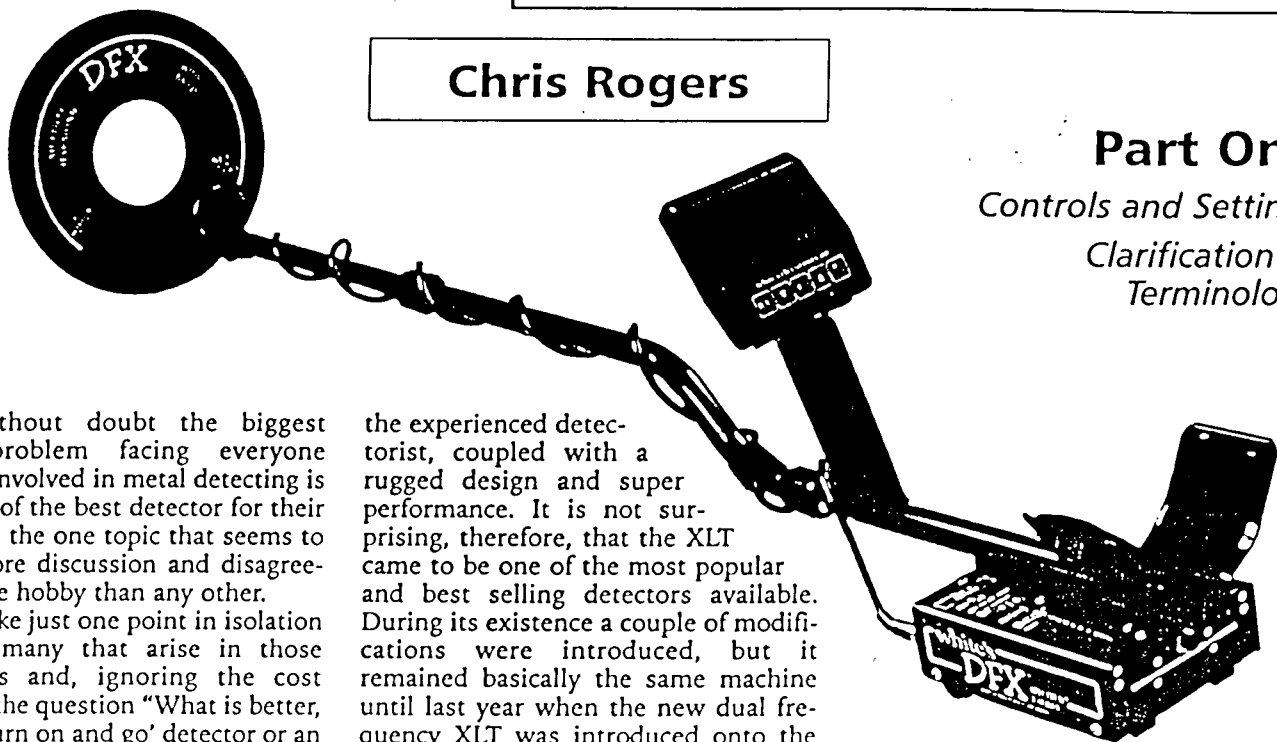 DFX
Chris Rogers
Part On
Controls and Settin
Clarification
Terminolo
ithout doubt the biggest
problem facing everyone
involved in metal detecting is
of the best detector for their
the one topic that seems to
ore discussion and disagree-
e hobby than any other.
ke just one point in isolation
many that arise in those
s and, ignoring the cost
he question "What is better,
urn on and go' detector or an
the experienced detec-
torist, coupled with a
rugged design and super
performance. It is not sur-
prising, therefore, that the XLT
came to be one of the most popular
and best selling detectors available.
During its existence a couple of modifi-
cations were introduced, but it
remained basically the same machine
until last year when the new dual fre-
quency XLT was introduced onto the
White's
DFX